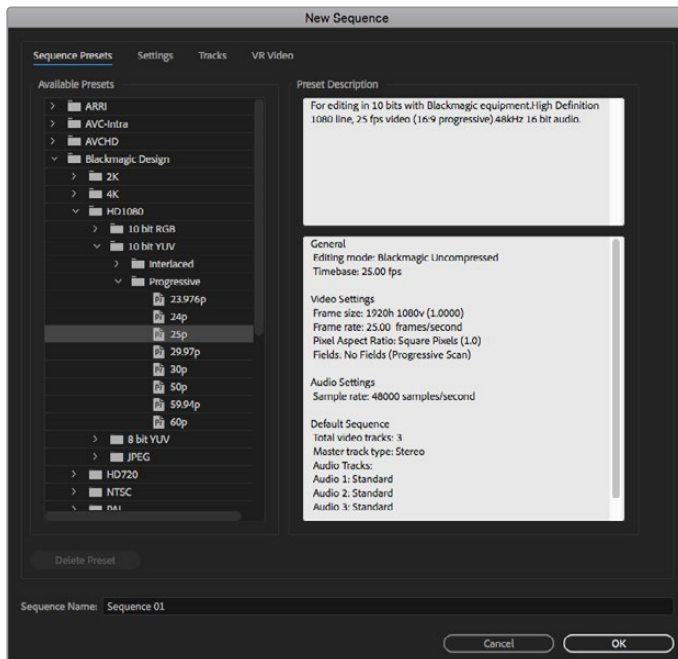 New Sequence
Sequence Presets Settings Tracks VR Video
Available Presets
ARRI
AVC-Intra
AVCHD
Blackmagic Design
2K
4K
HD1080
10 bit RGB
10 bit YUV
Interlaced
Progressive
23.976p
24p
25p
29.97p
30p
50p
59.94p
60p
8 bit YUV
JPEG
HD720
NTSC
PAL
Delete Preset
Preset Description
For editing in 10 bits with Blackmagic equipment.High Definition
1080 line, 25 fps video (16:9 progressive).48kHz 16 bit audio.
General
Editing mode: Blackmagic Uncompressed
Timebase: 25.00 fps
Video Settings
Frame size: 1920h 1080v (1.0000)
Frame rate: 25.00 frames/second
Pixel Aspect Ratio: Square Pixels (1.0)
Fields: No Fields (Progressive Scan)
Audio Settings
Sample rate: 48000 samples/second
Default Sequence
Total video tracks: 3
Master track type: Stereo
Audio Tracks:
Audio 1: Standard
Audio 2: Standard
Audio 3: Standard
Sequence Name: Sequence 01
Cancel OK